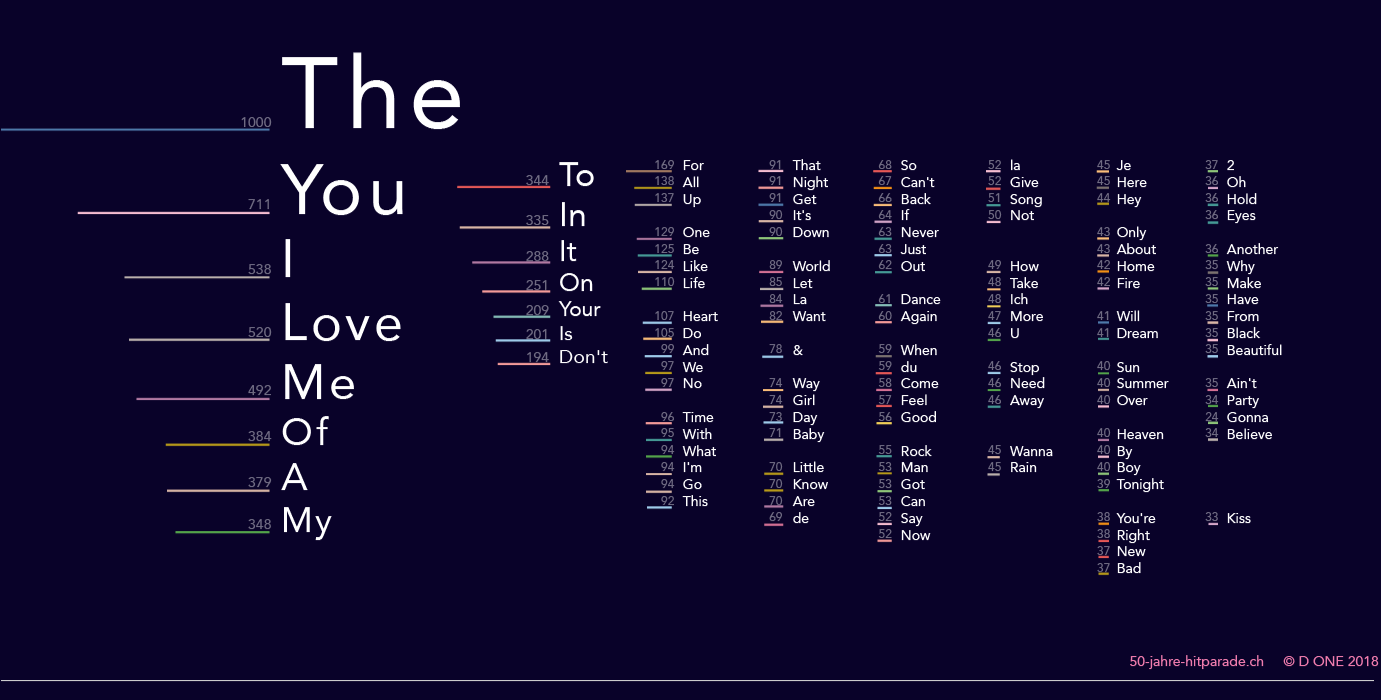 1000 The
711 You
538 I
520 Love
492 Me
384 Of
379 A
348 My
344 To
335 In
288 It
251 On
209 Your
201 Is
194 Don't
169 For
138 All
137 Up
129 One
125 Be
124 Like
110 Life
107 Heart
105 Do
99 And
97 We
97 No
96 Time
95 With
94 What
94 I'm
94 Go
92 This
91 That
91 Night
91 Get
90 It's
90 Down
89 World
85 Let
84 La
82 Want
78 &
74 Way
74 Girl
73 Day
71 Baby
70 Little
70 Know
70 Are
69 de
68 So
67 Can't
66 Back
64 If
63 Never
63 Just
62 Out
61 Dance
60 Again
59 When
59 du
58 Come
57 Feel
56 Good
55 Rock
53 Man
53 Got
53 Can
52 Say
52 Now
52 la
52 Give
51 Song
50 Not
49 How
48 Take
48 Ich
47 More
46 U
46 Stop
46 Need
46 Away
45 Wanna
45 Rain
45 Je
45 Here
44 Hey
43 Only
43 About
42 Home
42 Fire
41 Will
41 Dream
40 Sun
40 Summer
40 Over
40 Heaven
40 By
40 Boy
39 Tonight
38 You're
38 Right
37 New
37 Bad
37 2
36 Oh
36 Hold
36 Eyes
36 Another
35 Why
35 Make
35 Have
35 From
35 Black
35 Beautiful
35 Ain't
34 Party
24 Gonna
34 Believe
33 Kiss
50-jahre-hitparade.ch © D ONE 2018